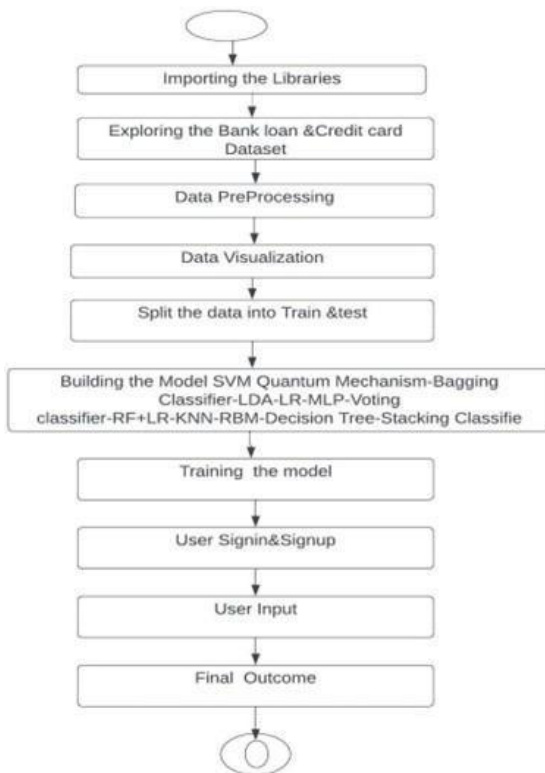 Importing the Libraries
Exploring the Bank loan &Credit card
Dataset
Data PreProcessing
Data Visualization
Split the data into Train &test
Building the Model SVM Quantum Mechanism-Bagging
Classifier-LDA-LR-MLP-Voting
classifier-RF+LR-KNN-RBM-Decision Tree-Stacking Classifie
Training the model
User Signin&Signup
User Input
Final Outcome